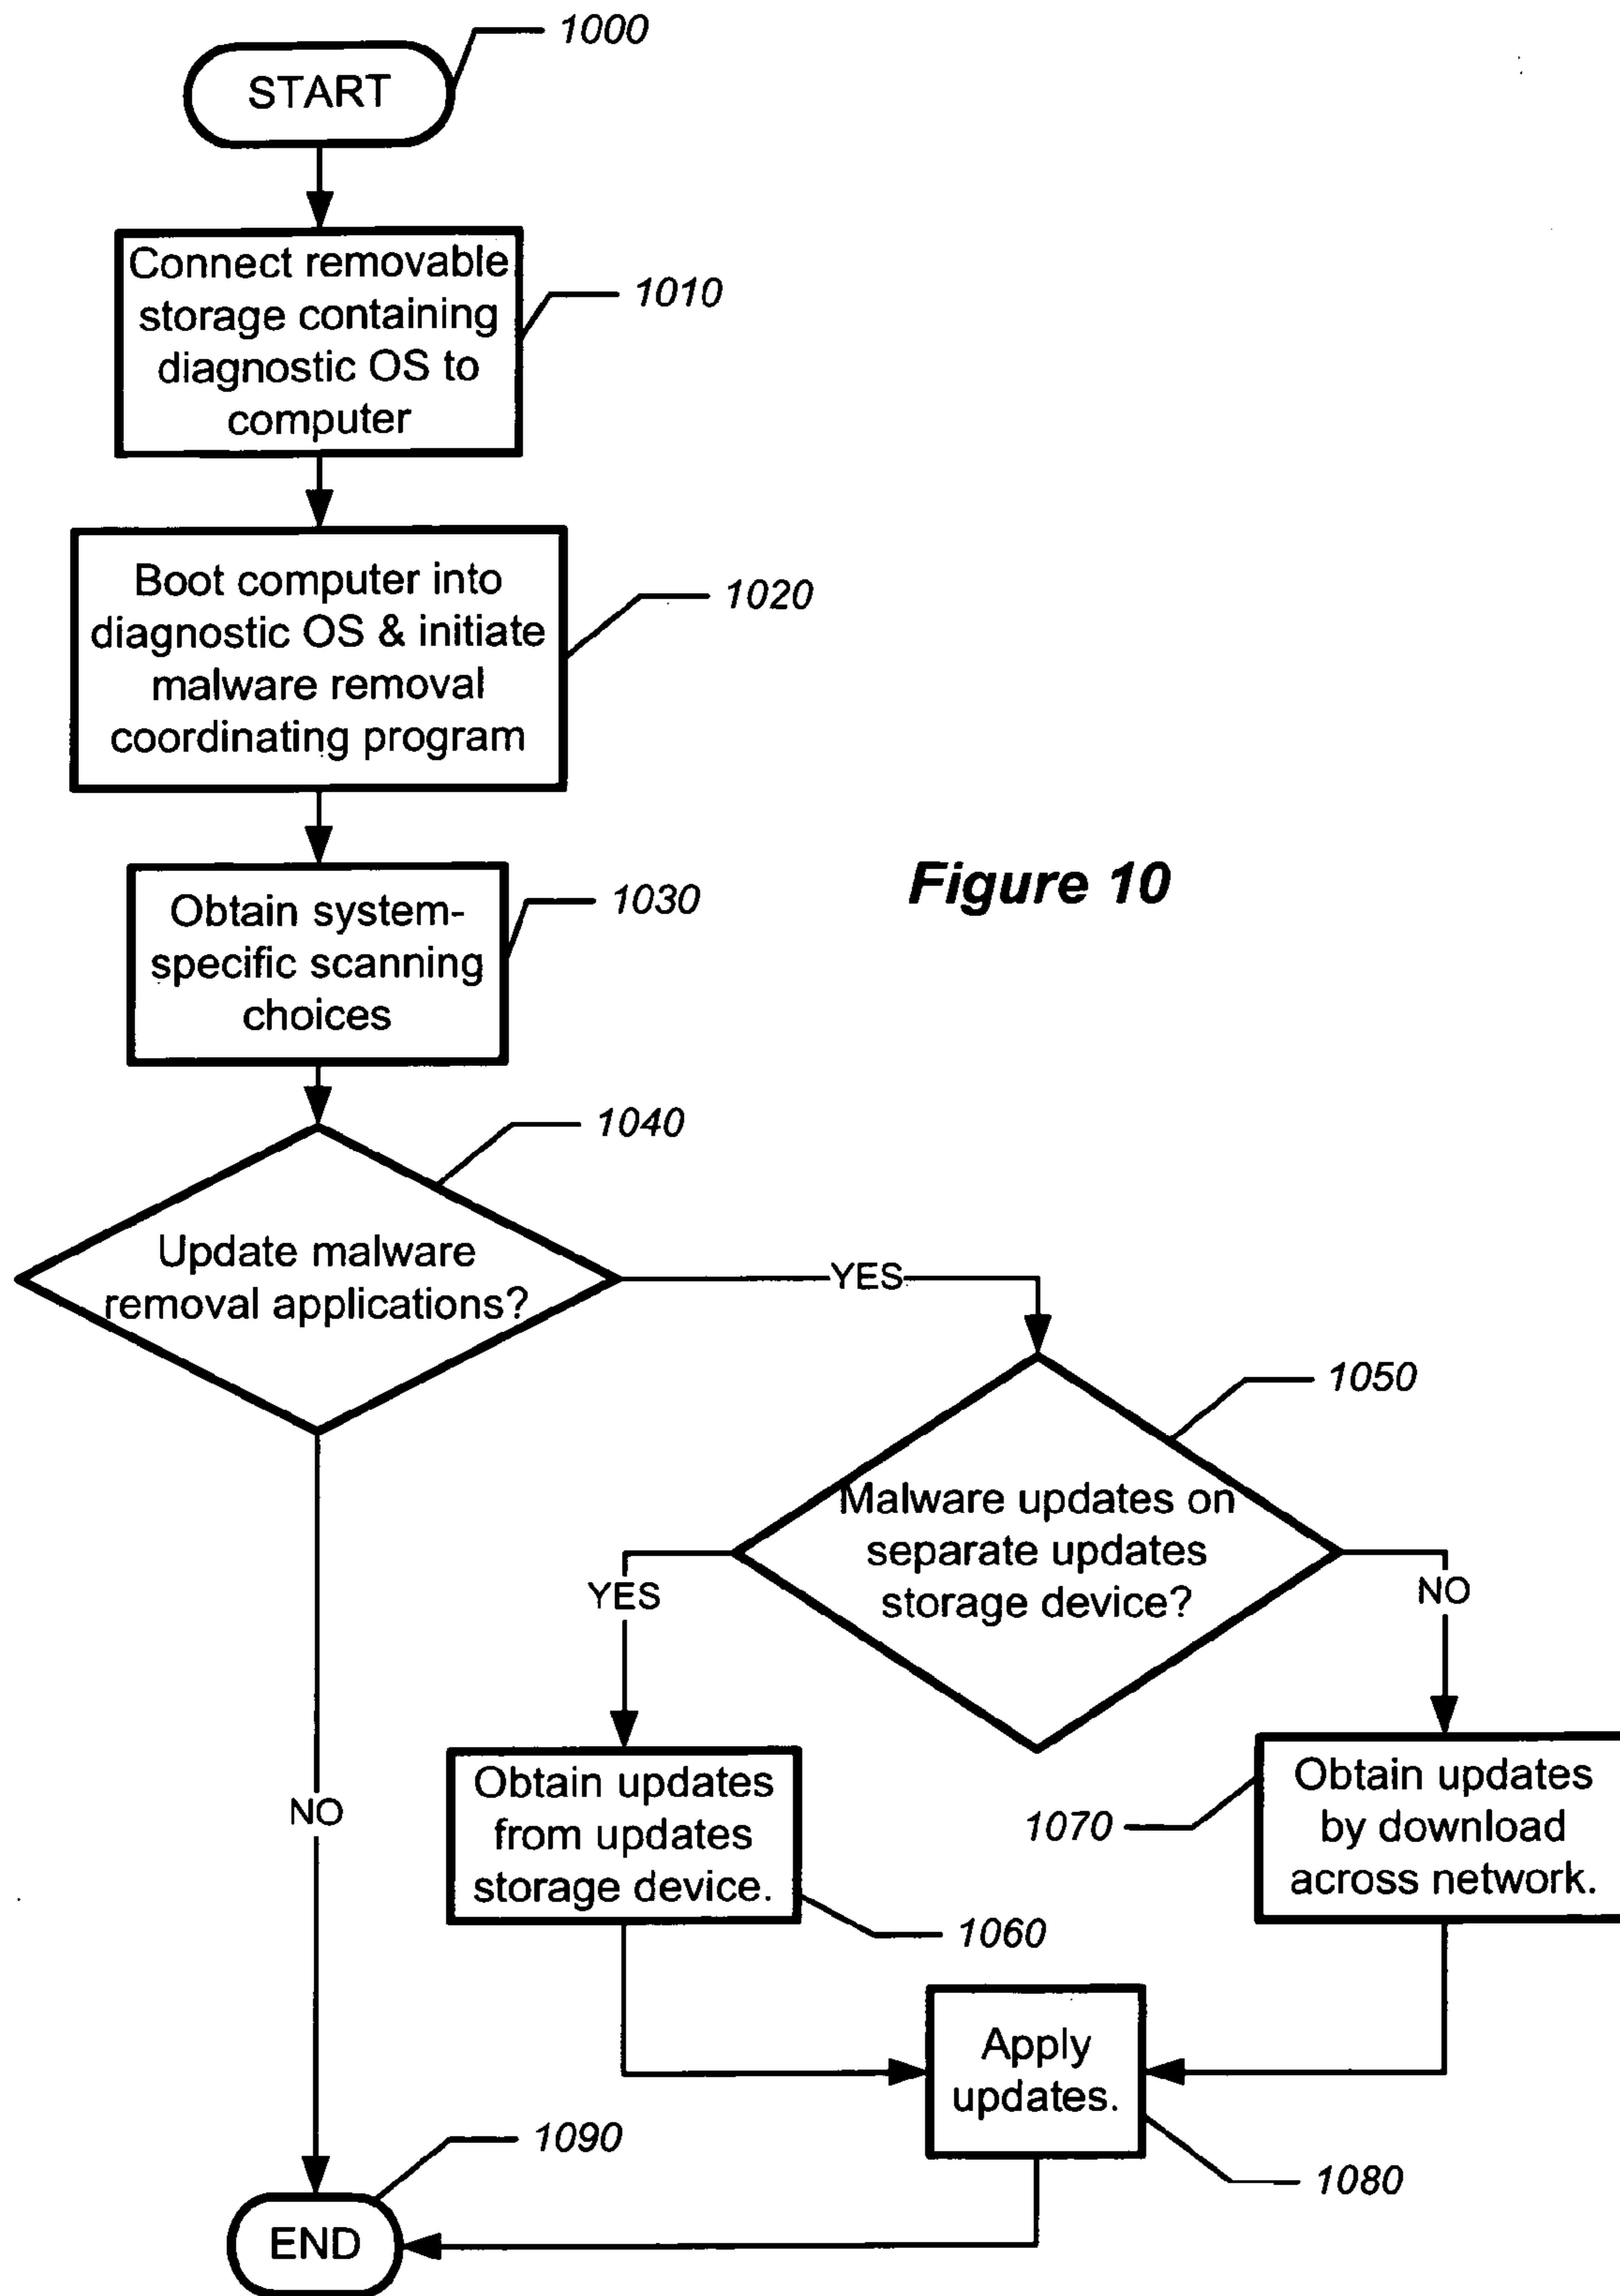 1000
START
Connect removable
storage containing
diagnostic OS to
computer
1010
Boot computer into
diagnostic OS & initiate
malware removal
coordinating program
1020
Obtain system-
specific scanning
choices
1030
Figure 10
1040
Update malware
removal applications?
YES
1050
Malware updates on
separate updates
storage device?
YES
NO
NO
Obtain updates
from updates
storage device.
1060
1070
Obtain updates
by download
across network.
Apply
updates.
1080
1090
END